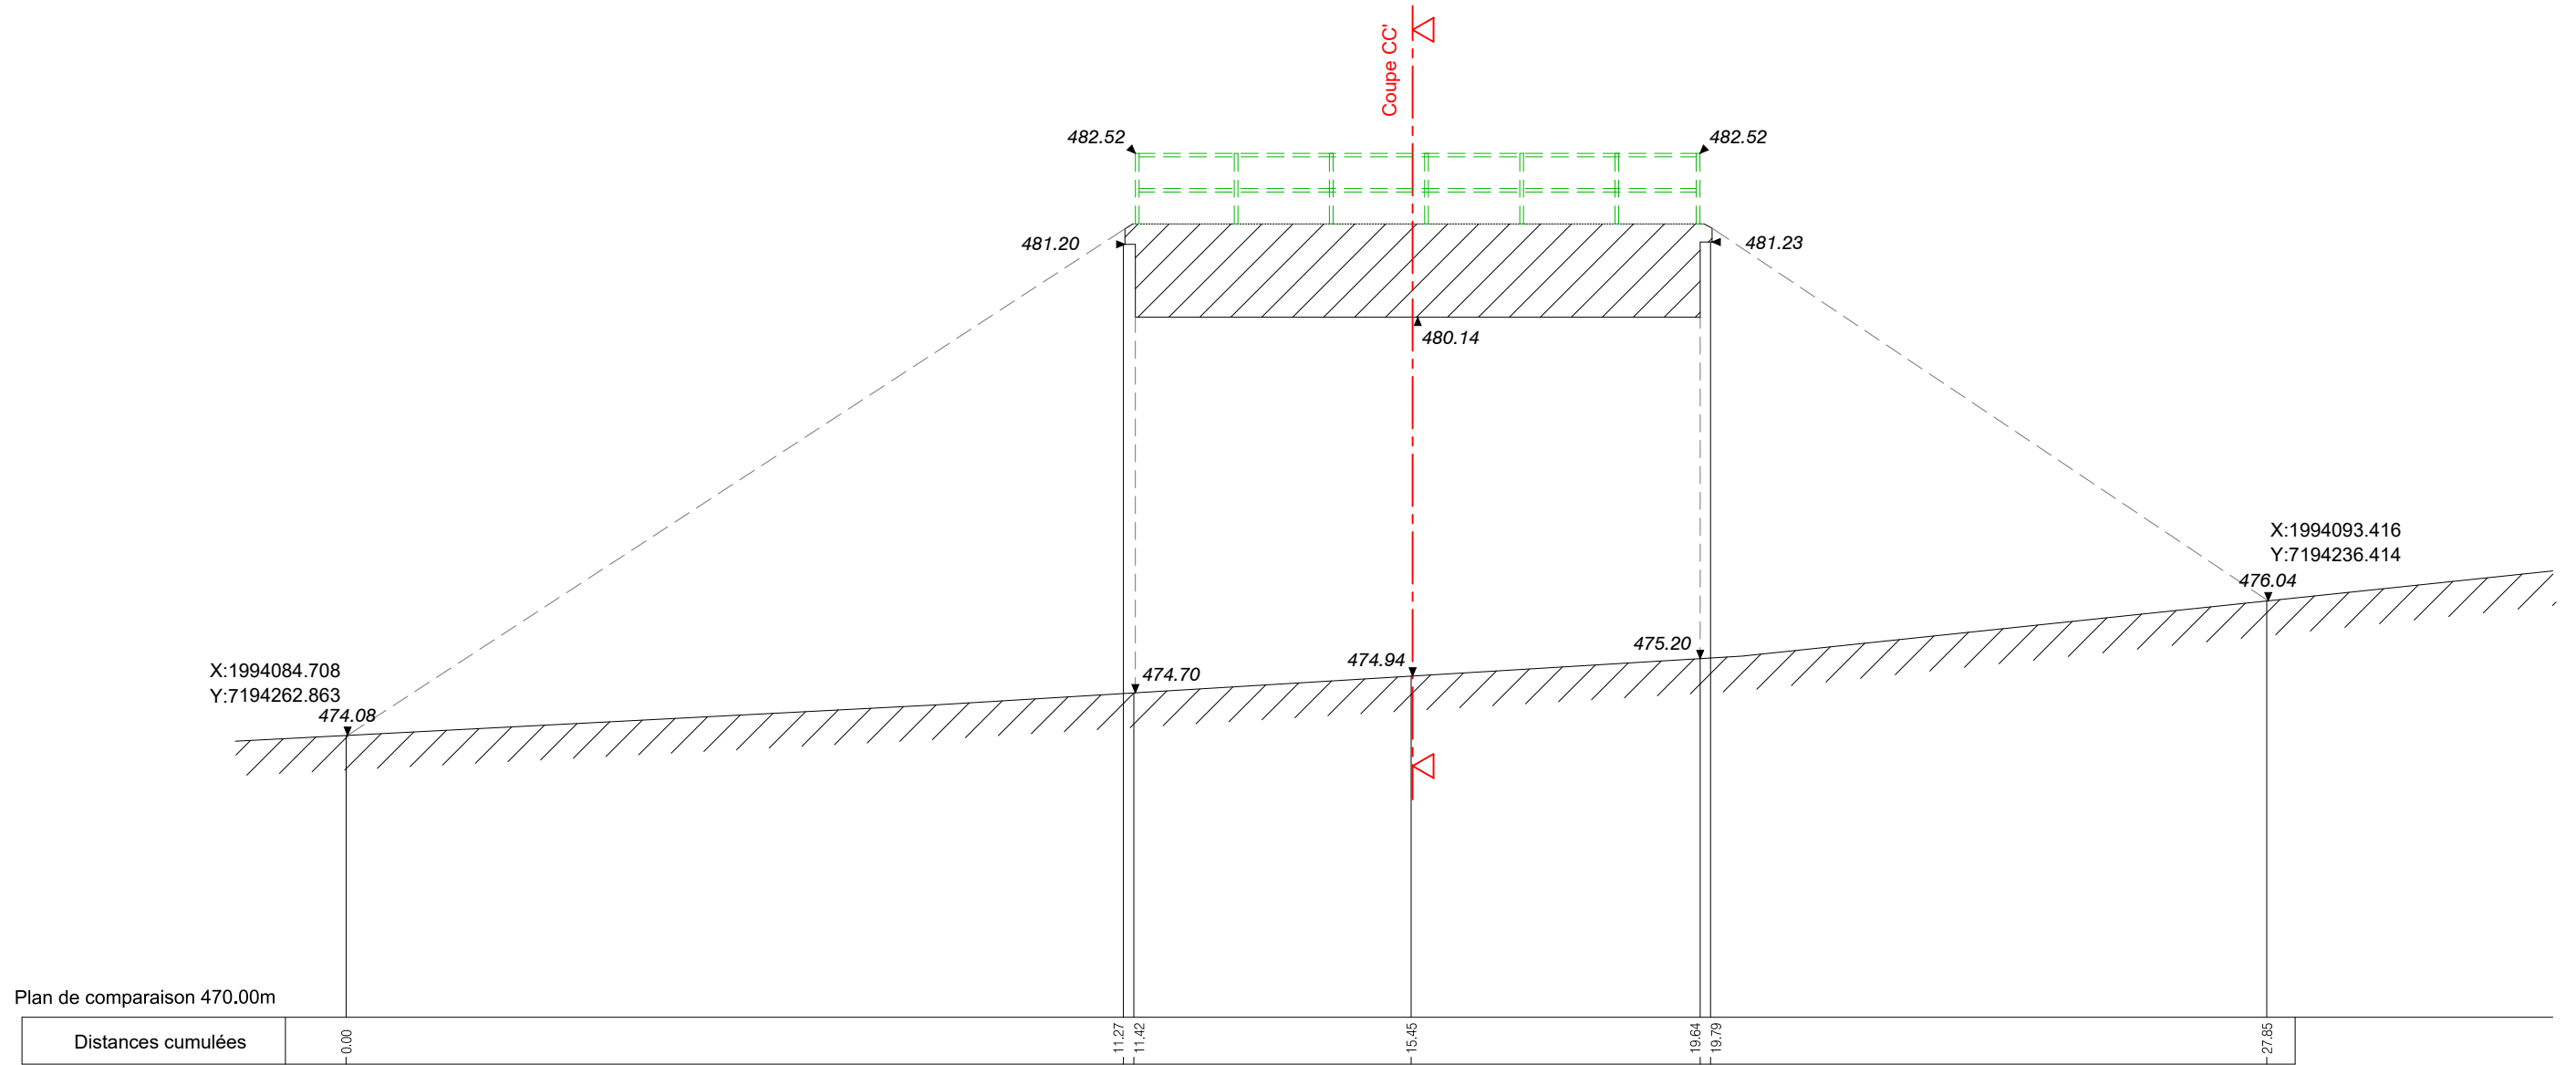 Coupe CC'
482.52
482.52
481.20
481.23
480.14
X:1994093.416
Y:7194236.414
476.04
475.20
474.94
474.70
X:1994084.708
Y:7194262.863
474.08
Plan de comparaison 470.00m
Distances cumulées
0.00
11.27
11.42
15.45
19.64
19.79
27.85